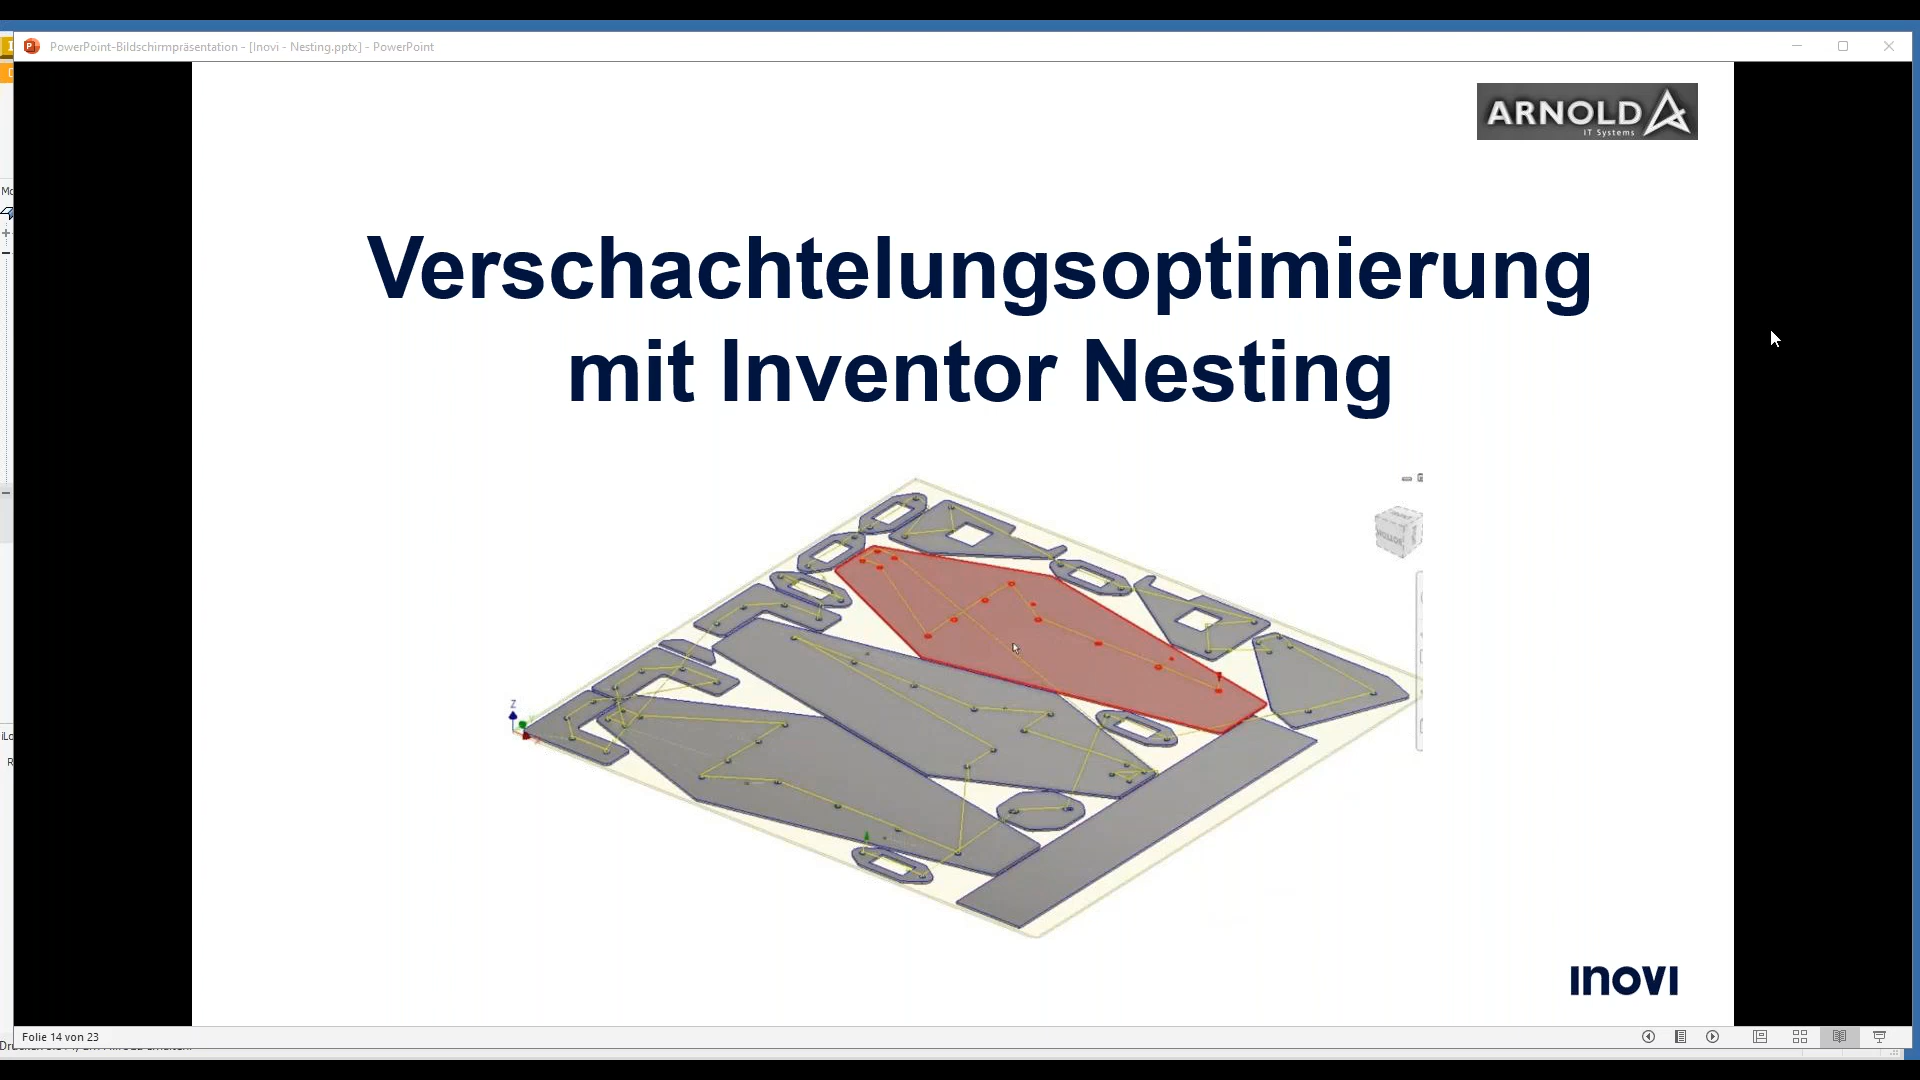 PowerPoint-Bildschirmpräsentation - [Inovi - Nesting.pptx] - PowerPoint
ARNOLD
IT Systems
Verschachtelungsoptimierung
mit Inventor Nesting
Z
INOVI
Folie 14 von 23